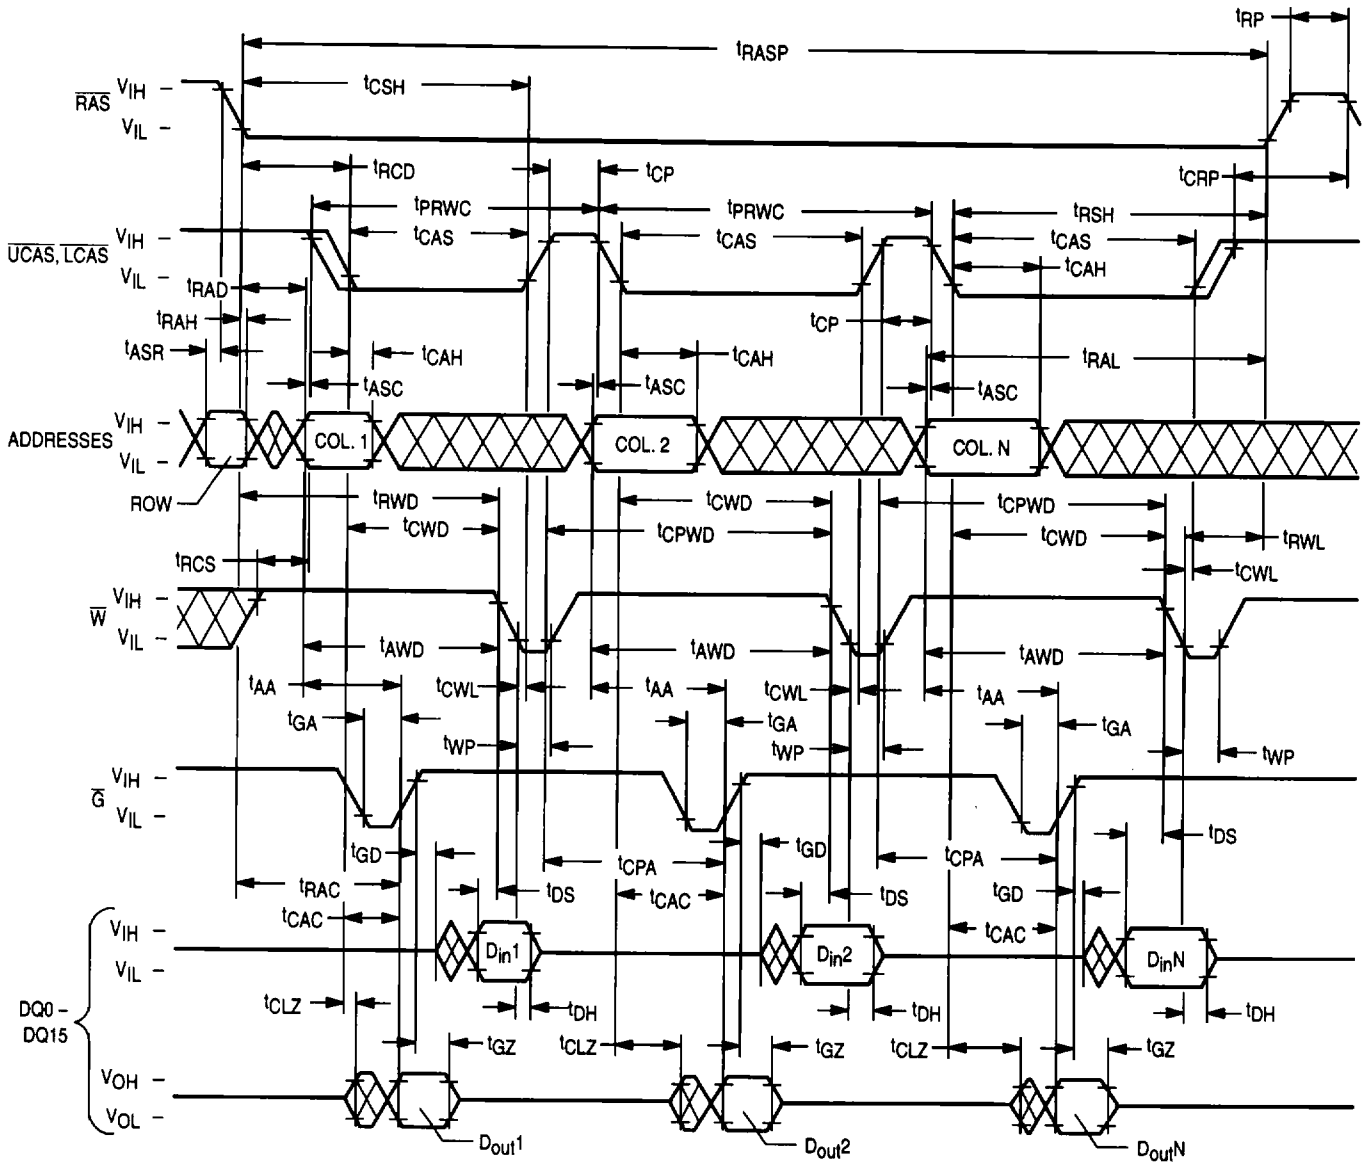 tRP
tRASP
tCSH
RAS VIH –
VIL –
tRCD tCP tCRP
tPRWC tPRWC tRSH
UCAS, LCAS VIH –
tCAS tCAS tCAS
VIL –
tCAH
tRAD
tRAH tCP
tASR tCAH tRAL
tASC tASC tASC
ADDRESSES VIH –
VIL –
COL. 1 COL. 2 COL. N
ROW tRWD tCWD tCPWD
tCWD tCPWD tCWD tRWL
tRCS tCWL
W VIH –
VIL –
tAWD tAWD tAWD
tAA tCWL tAA tCWL tAA
tGA tGA tGA
tWP tWP tWP
G VIH –
VIL –
tGD tCPA tGD tCPA tDS
tRAC tDS tCAC tDS tGD
tCAC tCAC
VIH –
VIL –
Din1 Din2 DinN
tCLZ tDH tDH tDH
DQ0 –
DQ15
tGZ tCLZ tGZ tCLZ tGZ
VOH –
VOL –
Dout1 Dout2 DoutN